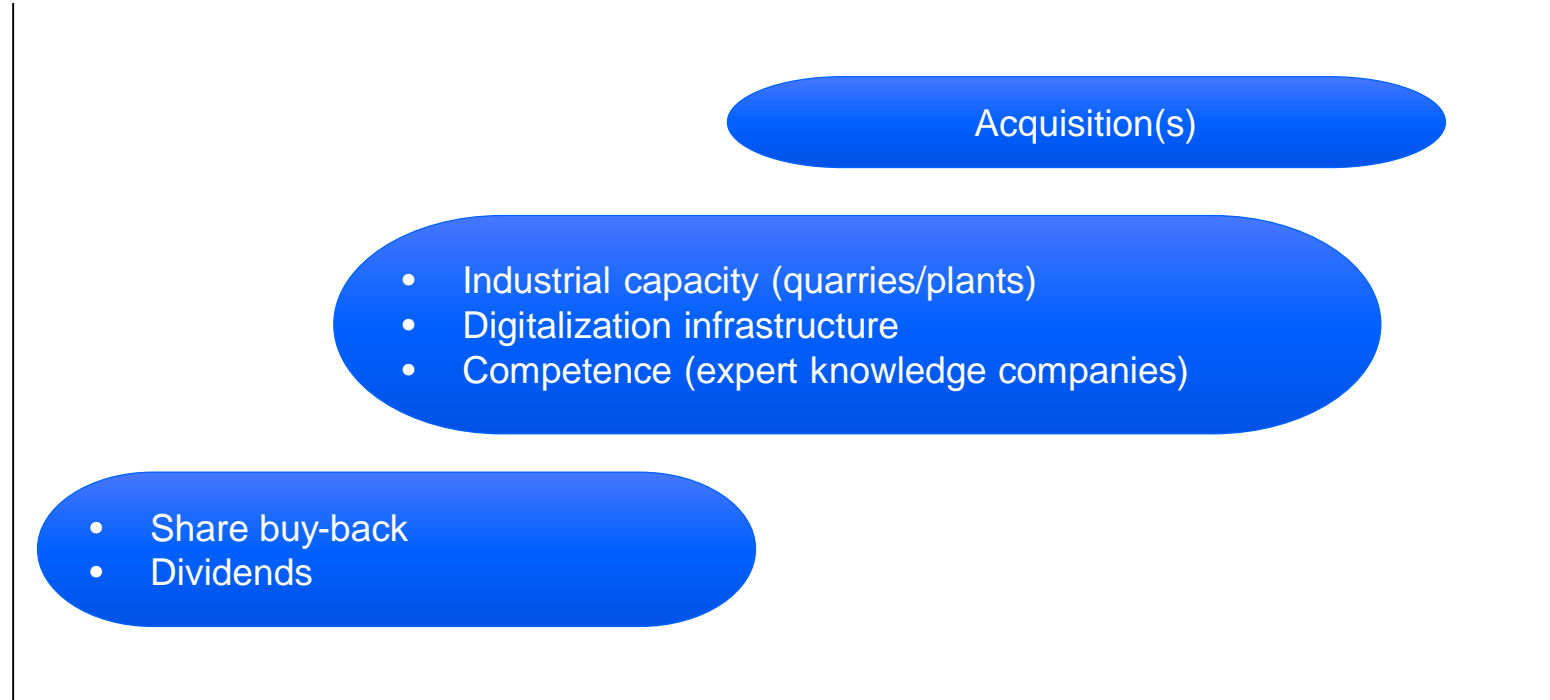 Acquisition(s)
• Industrial capacity (quarries/plants)
• Digitalization infrastructure
• Competence (expert knowledge companies)
• Share buy-back
• Dividends